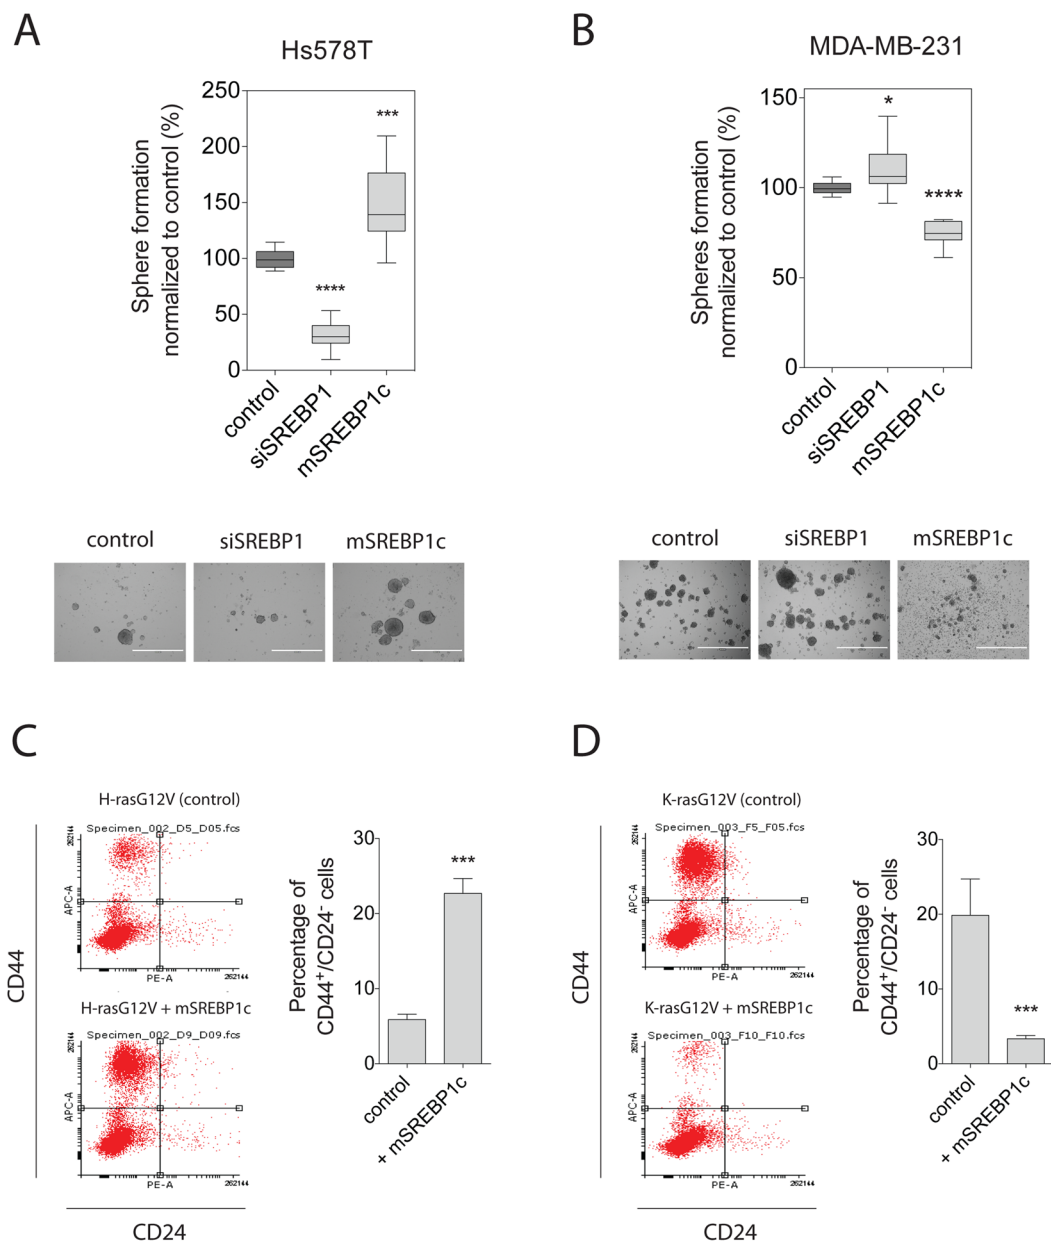 A
Hs578T
Sphere formation
normalized to control (%)
250
200
150
100
50
0
***
****
control
siSREBP1
mSREBP1c
control
siSREBP1
mSREBP1c
B
MDA-MB-231
Spheres formation
normalized to control (%)
150
100
50
0
*
****
control
siSREBP1
mSREBP1c
control
siSREBP1
mSREBP1c
C
H-rasG12V (control)
Specimen_002_D5_D05.fcs
262144
APC-A
PE-A
262144
H-rasG12V + mSREBP1c
Specimen_002_D9_D09.fcs
262144
APC-A
PE-A
262144
CD44
CD24
Percentage of
CD44+/CD24- cells
30
20
10
0
***
control
+ mSREBP1c
D
K-rasG12V (control)
Specimen_003_F5_F05.fcs
262144
APC-A
PE-A
262144
K-rasG12V + mSREBP1c
Specimen_003_F10_F10.fcs
262144
APC-A
PE-A
262144
CD44
CD24
Percentage of
CD44+/CD24- cells
30
20
10
0
***
control
+ mSREBP1c